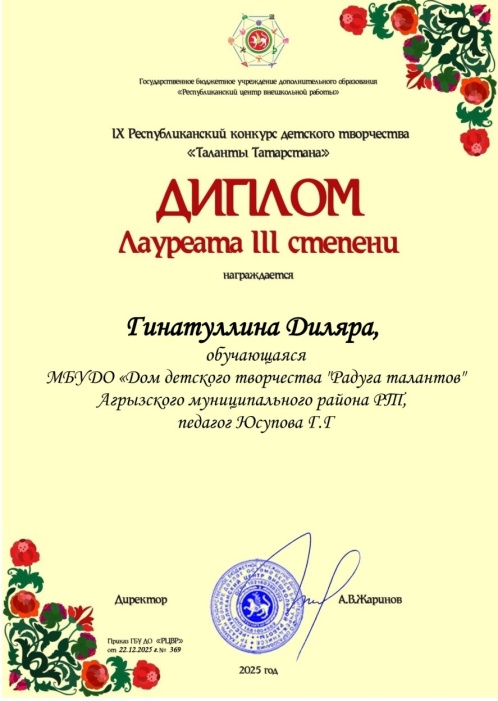 Государственное бюджетное учреждение дополнительного образования
«Республиканский центр внешкольной работы»
IX Республиканский конкурс детского творчества
«Таланты Татарстана»
ДИПЛОМ
Лауреата III степени
награждается
Гинатуллина Диляра,
обучающаяся
МБУДО «Дом детского творчества "Радуга талантов"
Агрызского муниципального района РТ,
педагог Юсупова Г.Г
Директор
А.В.Жаринов
Приказ ГБУ ДО «РЦВР»
от 22.12.2025 г. № 369
2025 год